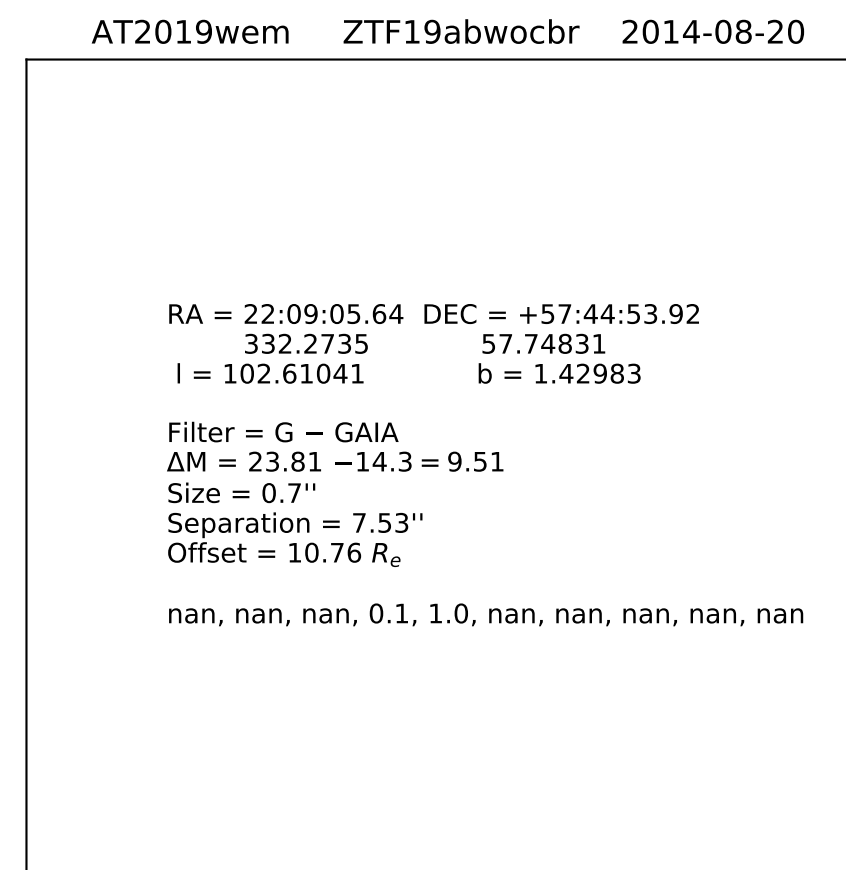 AT2019wem ZTF19abwocbr 2014-08-20
RA = 22:09:05.64 DEC = +57:44:53.92
332.2735 57.74831
l = 102.61041 b = 1.42983
Filter = G − GAIA
ΔM = 23.81 −14.3 = 9.51
Size = 0.7''
Separation = 7.53''
Offset = 10.76 Re
nan, nan, nan, 0.1, 1.0, nan, nan, nan, nan, nan